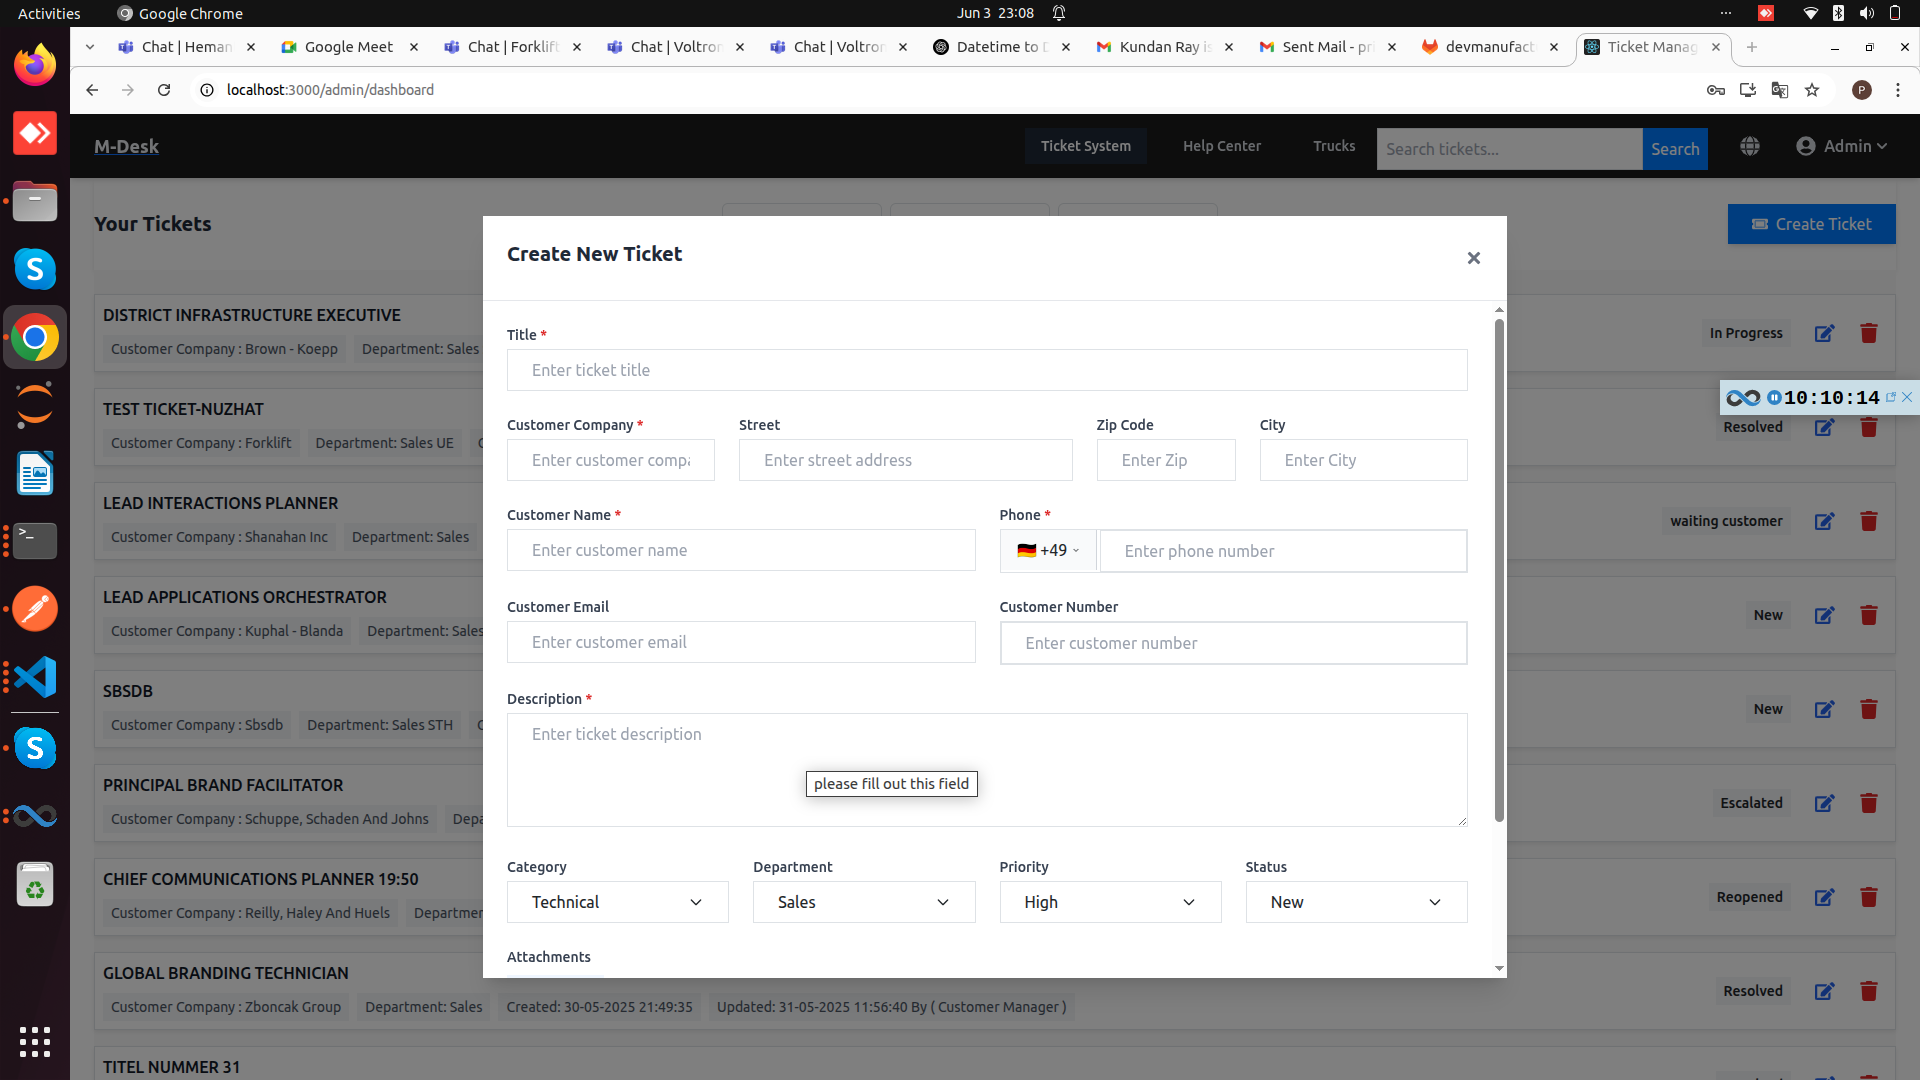 Activities
Google Chrome
Jun 3 23:08
Chat | Heman
Google Meet
Chat | Forklift
Chat | Voltron
Chat | Voltron
Datetime to D
Kundan Ray is
Sent Mail - pri
devmanufact
Ticket Manag
localhost:3000/admin/dashboard
P
M-Desk
Ticket System
Help Center
Trucks
Search tickets...
Search
Admin
Your Tickets
Create Ticket
Create New Ticket
Title *
Enter ticket title
Customer Company *
Street
Zip Code
City
Enter customer compa
Enter street address
Enter Zip
Enter City
Customer Name *
Phone *
Enter customer name
+49
Enter phone number
Customer Email
Customer Number
Enter customer email
Enter customer number
Description *
Enter ticket description
please fill out this field
Category
Department
Priority
Status
Technical
Sales
High
New
Attachments
DISTRICT INFRASTRUCTURE EXECUTIVE
Customer Company : Brown - Koepp
Department: Sales
In Progress
10:10:14
TEST TICKET-NUZHAT
Customer Company : Forklift
Department: Sales UE
Resolved
LEAD INTERACTIONS PLANNER
Customer Company : Shanahan Inc
Department: Sales
waiting customer
LEAD APPLICATIONS ORCHESTRATOR
Customer Company : Kuphal - Blanda
Department: Sales
New
SBSDB
Customer Company : Sbsdb
Department: Sales STH
New
PRINCIPAL BRAND FACILITATOR
Customer Company : Schuppe, Schaden And Johns
Depa
Escalated
CHIEF COMMUNICATIONS PLANNER 19:50
Customer Company : Reilly, Haley And Huels
Departmen
Reopened
GLOBAL BRANDING TECHNICIAN
Customer Company : Zboncak Group
Department: Sales
Created: 30-05-2025 21:49:35
Updated: 31-05-2025 11:56:40 By ( Customer Manager )
Resolved
TITEL NUMMER 31